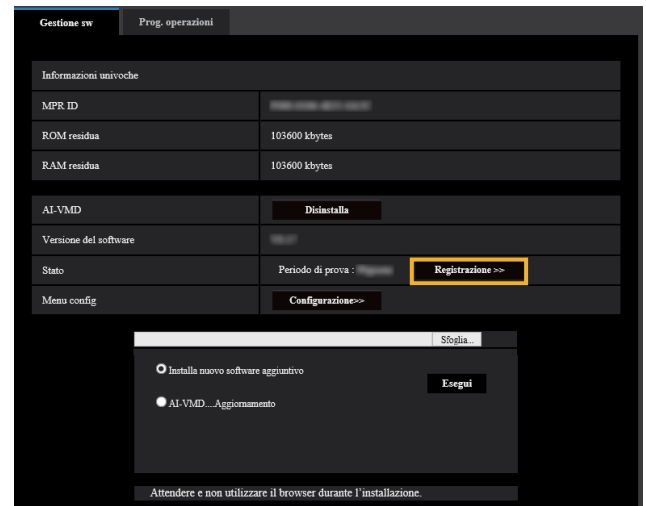 Gestione sw Prog. operazioni
Informazioni univoche
MPR ID
ROM residua 103600 kbytes
RAM residua 103600 kbytes
AI-VMD Disinstalla
Versione del software
Stato Periodo di prova : Registrazione >>
Menu config Configurazione>>
Sfoglia...
Installa nuovo software aggiuntivo
Esegui
AI-VMD....Aggiornamento
Attendere e non utilizzare il browser durante l'installazione.